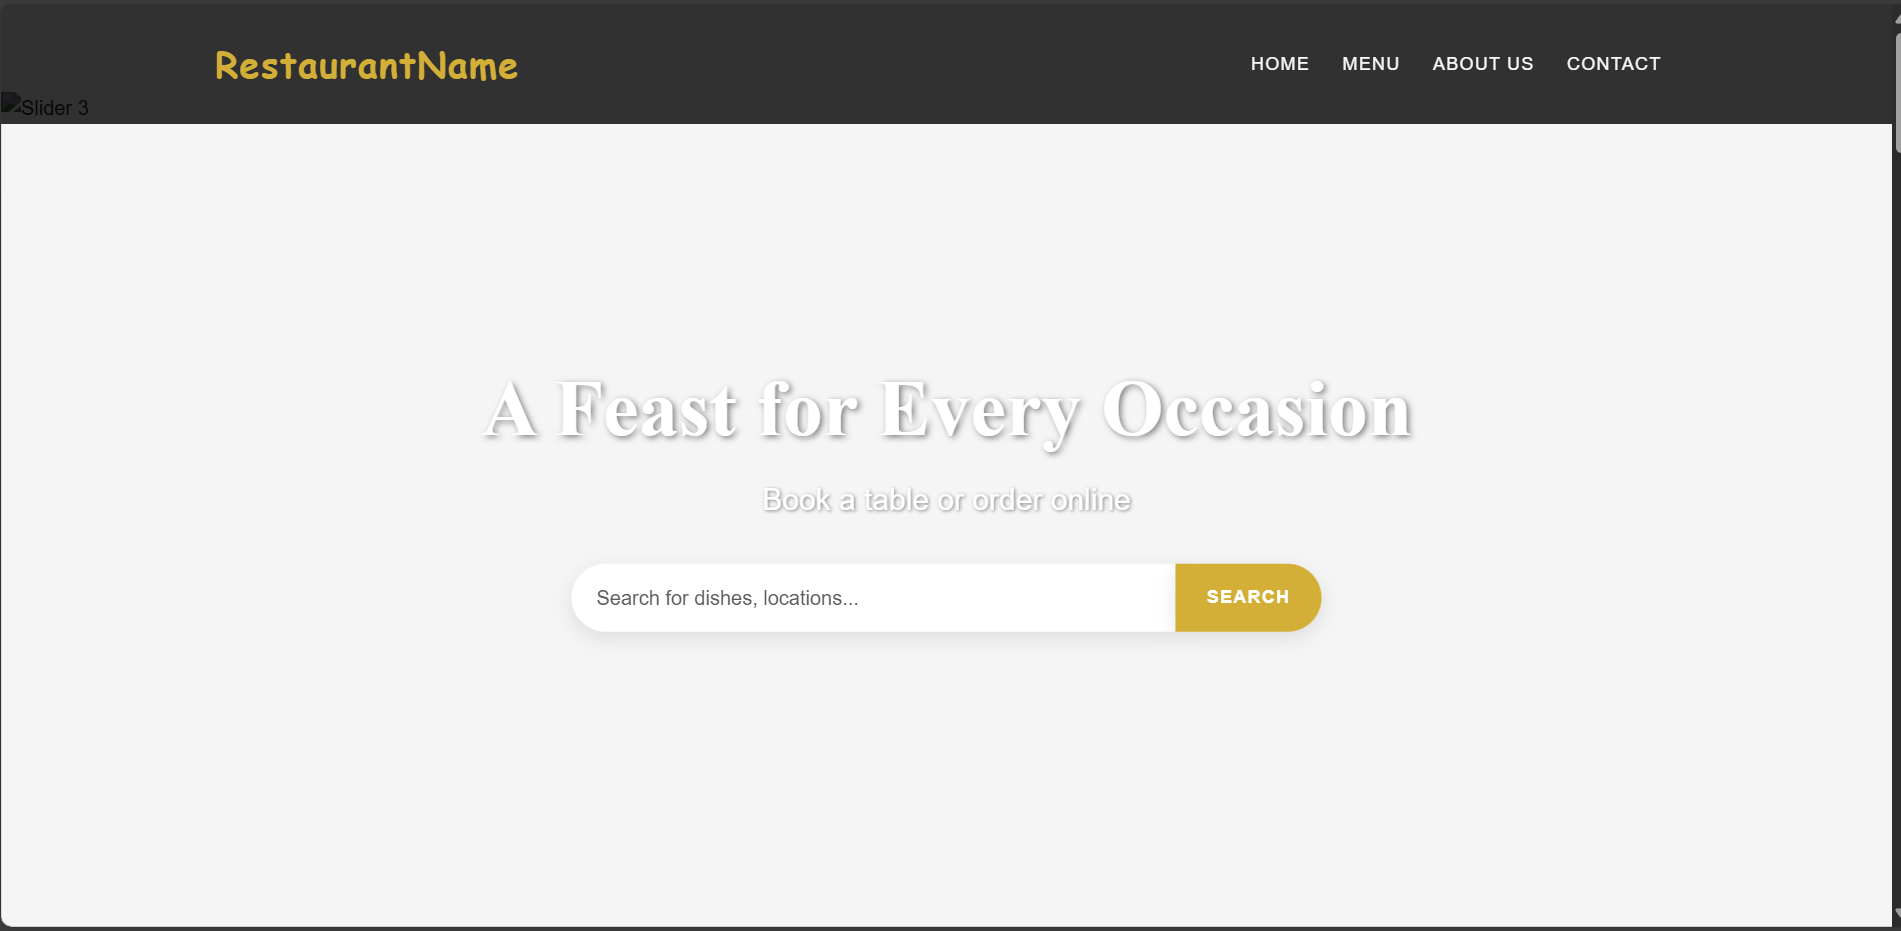 RestaurantName
HOME MENU ABOUT US CONTACT
Slider 3
A Feast for Every Occasion
Book a table or order online
Search for dishes, locations...
SEARCH